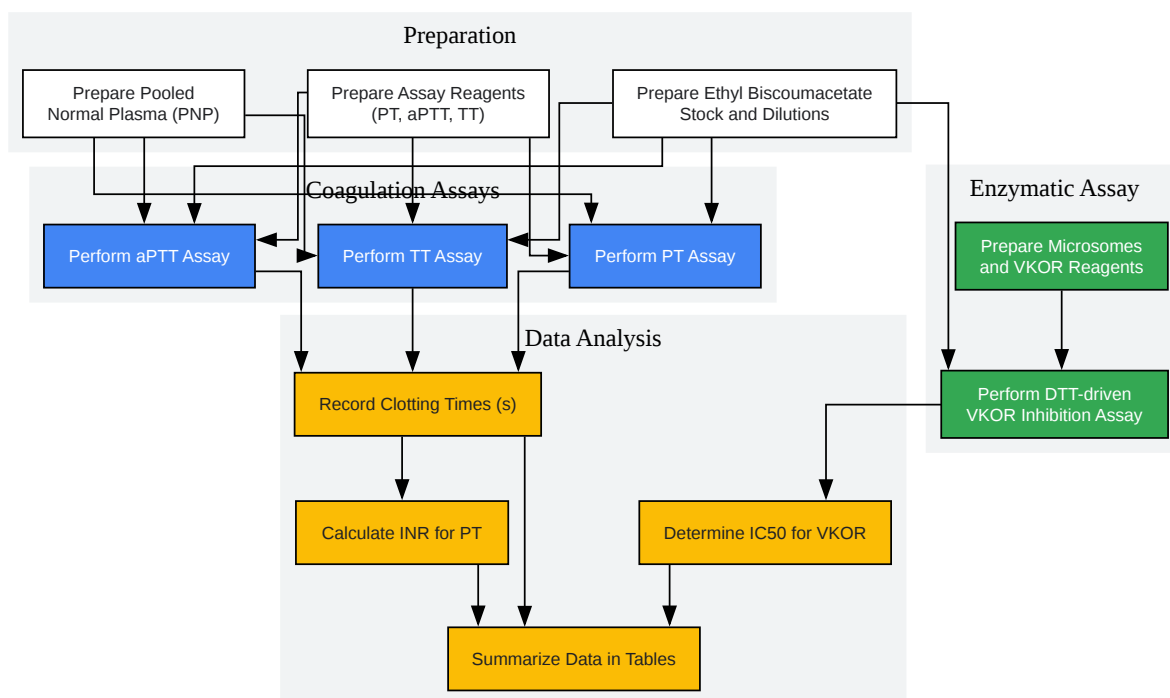 Preparation
Prepare Pooled
Normal Plasma (PNP)
Prepare Assay Reagents
(PT, aPTT, TT)
Prepare Ethyl Biscoumacetate
Stock and Dilutions
Coagulation Assays
Perform aPTT Assay
Perform TT Assay
Perform PT Assay
Enzymatic Assay
Prepare Microsomes
and VKOR Reagents
Perform DTT-driven
VKOR Inhibition Assay
Data Analysis
Record Clotting Times (s)
Calculate INR for PT
Determine IC50 for VKOR
Summarize Data in Tables